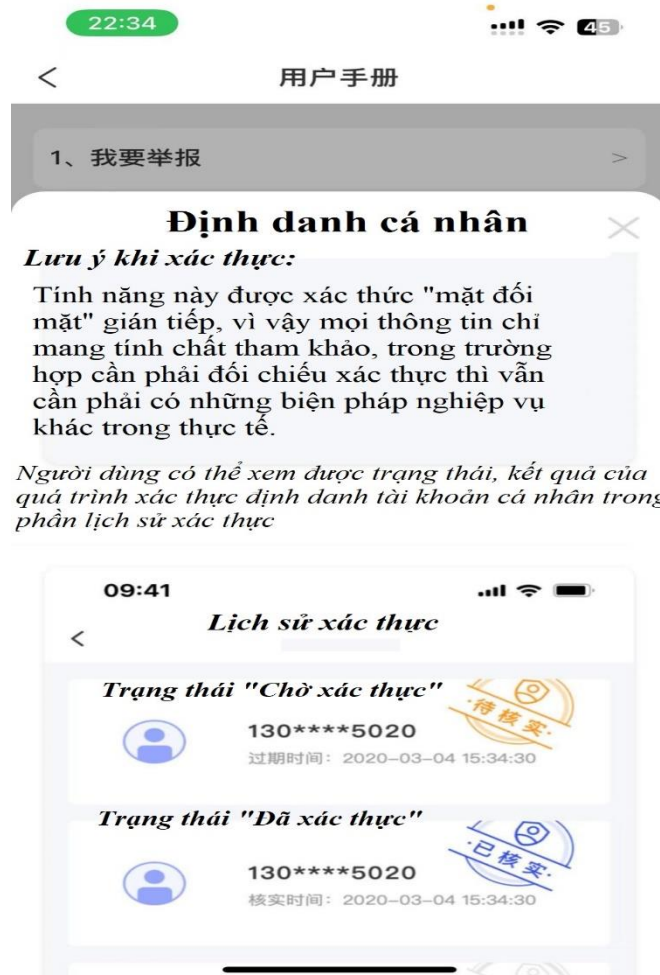 22:34
45
用户手册
1、我要举报
Định danh cá nhân
Lưu ý khi xác thực:
Tính năng này được xác thức "mặt đối
mặt" gián tiếp, vì vậy mọi thông tin chỉ
mang tính chất tham khảo, trong trường
hợp cần phải đối chiếu xác thực thì vẫn
cần phải có những biện pháp nghiệp vụ
khác trong thực tế.
Người dùng có thể xem được trạng thái, kết quả của
quá trình xác thực định danh tài khoản cá nhân trong
phần lịch sử xác thực
09:41
Lịch sử xác thực
Trạng thái "Chờ xác thực"
待核实
130****5020
过期时间：2020-03-04 15:34:30
Trạng thái "Đã xác thực"
已核实
130****5020
核实时间：2020-03-04 15:34:30